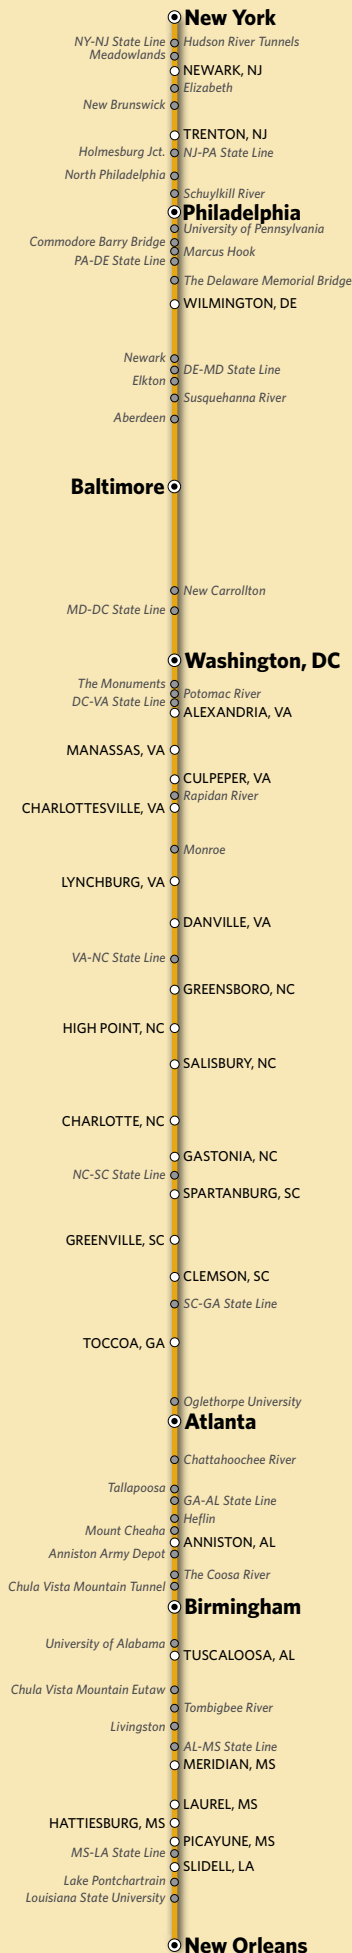 New York
NY-NJ State Line
Hudson River Tunnels
Meadowlands
NEWARK, NJ
Elizabeth
New Brunswick
TRENTON, NJ
Holmesburg Jct.
NJ-PA State Line
North Philadelphia
Schuylkill River
Philadelphia
University of Pennsylvania
Commodore Barry Bridge
Marcus Hook
PA-DE State Line
The Delaware Memorial Bridge
WILMINGTON, DE
Newark
DE-MD State Line
Elkton
Susquehanna River
Aberdeen
Baltimore
New Carrollton
MD-DC State Line
Washington, DC
The Monuments
Potomac River
DC-VA State Line
ALEXANDRIA, VA
MANASSAS, VA
CULPEPER, VA
Rapidan River
CHARLOTTESVILLE, VA
Monroe
LYNCHBURG, VA
DANVILLE, VA
VA-NC State Line
GREENSBORO, NC
HIGH POINT, NC
SALISBURY, NC
CHARLOTTE, NC
GASTONIA, NC
NC-SC State Line
SPARTANBURG, SC
GREENVILLE, SC
CLEMSON, SC
SC-GA State Line
TOCCOA, GA
Oglethorpe University
Atlanta
Chattahoochee River
Tallapoosa
GA-AL State Line
Heflin
Mount Cheaha
ANNISTON, AL
Anniston Army Depot
The Coosa River
Chula Vista Mountain Tunnel
Birmingham
University of Alabama
TUSCALOOSA, AL
Chula Vista Mountain Eutaw
Tombigbee River
Livingston
AL-MS State Line
MERIDIAN, MS
LAUREL, MS
HATTIESBURG, MS
PICAYUNE, MS
MS-LA State Line
SLIDELL, LA
Lake Pontchartrain
Louisiana State University
New Orleans